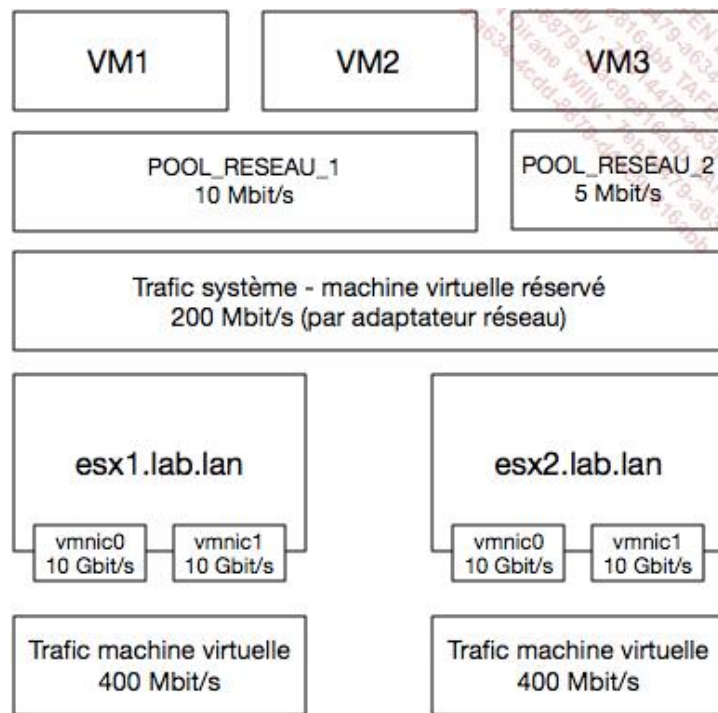 VM1
VM2
VM3
POOL_RESEAU_1
10 Mbit/s
POOL_RESEAU_2
5 Mbit/s
Trafic système - machine virtuelle réservé
200 Mbit/s (par adaptateur réseau)
esx1.lab.lan
esx2.lab.lan
vmnic0
10 Gbit/s
vmnic1
10 Gbit/s
vmnic0
10 Gbit/s
vmnic1
10 Gbit/s
Trafic machine virtuelle
400 Mbit/s
Trafic machine virtuelle
400 Mbit/s